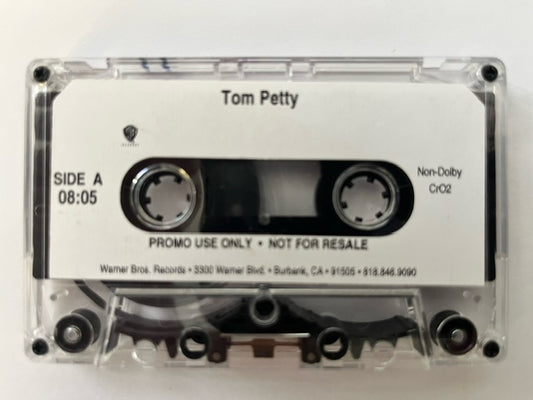 Tom Petty
SIDE A
08:05
Non-Dolby
CrO2
PROMO USE ONLY • NOT FOR RESALE
Warner Bros. Records • 3300 Warner Blvd. • Burbank, CA • 91505 • 818.846.9090